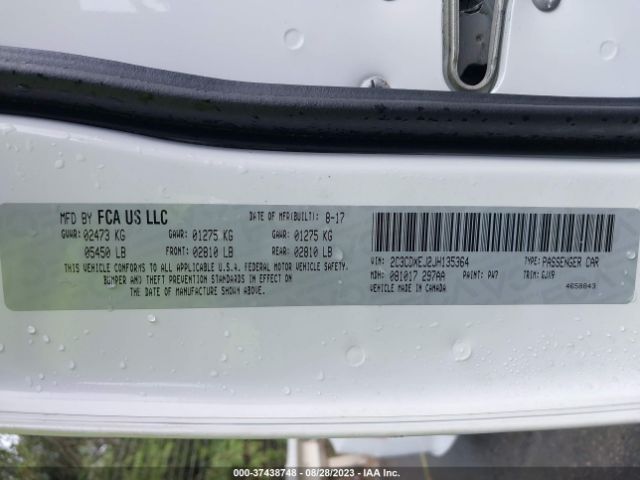 MFD BY FCA US LLC DATE OF MFR(BUILT): 8-17
GVWR: 02473 KG GAWR: 01275 KG GAWR: 01275 KG
05450 LB FRONT: 02810 LB REAR: 02810 LB
THIS VEHICLE CONFORMS TO ALL APPLICABLE U.S.A. FEDERAL MOTOR VEHICLE SAFETY,
BUMPER AND THEFT PREVENTION STANDARDS IN EFFECT ON
THE DATE OF MANUFACTURE SHOWN ABOVE.
VIN: 2C3CDXEJ2JH135364 TYPE: PASSENGER CAR
MDH: 081017 297AA PAINT: PW7 TRIM: GJX9
VEHICLE MADE IN CANADA 4658843
000-37438748 - 08/28/2023 - IAA Inc.